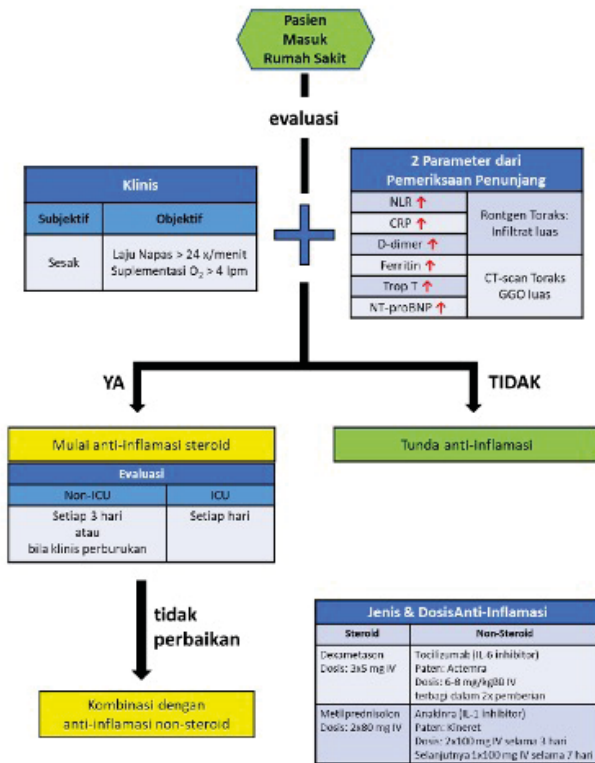 Pasien
Masuk
Rumah Sakit
evaluasi
Klinis
Subjektif
Objektif
Sesak
Laju Napas > 24 x/menit
Suplementasi O₂ > 4 lpm
2 Parameter dari
Pemeriksaan Penunjang
NLR ↑
CRP ↑
D-dimer ↑
Ferritin ↑
Trop T ↑
NT-proBNP ↑
Rontgen Toraks:
Infiltrat luas
CT-scan Toraks
GGO luas
YA
TIDAK
Mulai anti-inflamasi steroid
Evaluasi
Non-ICU
ICU
Setiap 3 hari
atau
bila klinis perburukan
Setiap hari
Tunda anti-inflamasi
tidak
perbaikan
Kombinasi dengan
anti-inflamasi non-steroid
Jenis & DosisAnti-Inflamasi
Steroid
Non-Steroid
Dexametason
Dosis: 3x5 mg IV
Tocilizumab (IL-6 inhibitor)
Paten: Actemra
Dosis: 6-8 mg/kgBB IV
terbagi dalam 2x pemberian
Metilprednisolon
Dosis: 2x80 mg IV
Anakinra (IL-1 inhibitor)
Paten: Kineret
Dosis: 2x100 mg IV selama 3 hari
Selanjutnya 1x100 mg IV selama 7 hari